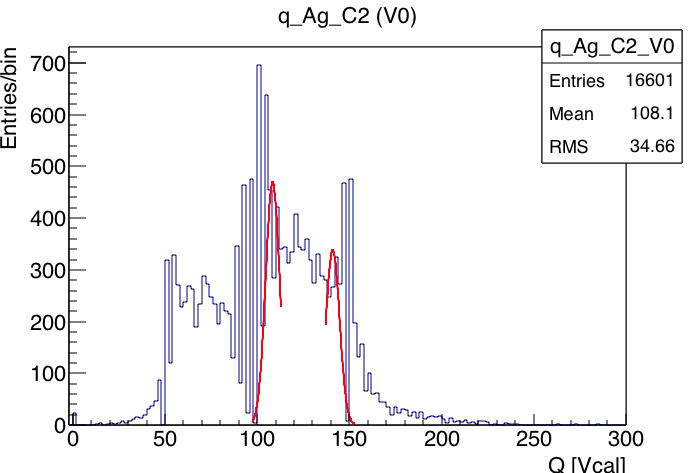 q_Ag_C2 (V0)
q_Ag_C2_V0
Entries 16601
Mean 108.1
RMS 34.66
Entries/bin
700
600
500
400
300
200
100
0
0 50 100 150 200 250 300
Q [Vcal]